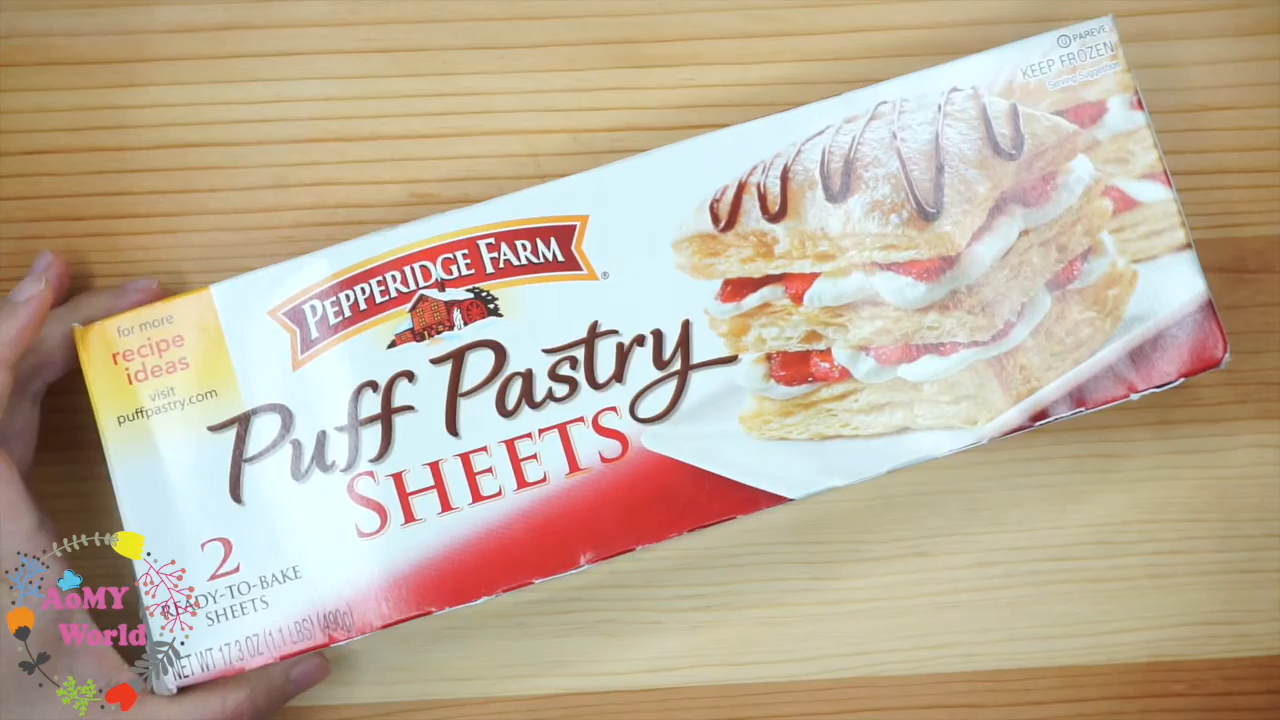 U PAREVE
KEEP FROZEN
Serving Suggestion
PEPPERIDGE FARM®
for more
recipe
ideas
visit
puffpastry.com
Puff Pastry
SHEETS
2
READY-TO-BAKE
SHEETS
NET WT 17.3 OZ (1.1 LBS) (490g)
AoMY
World